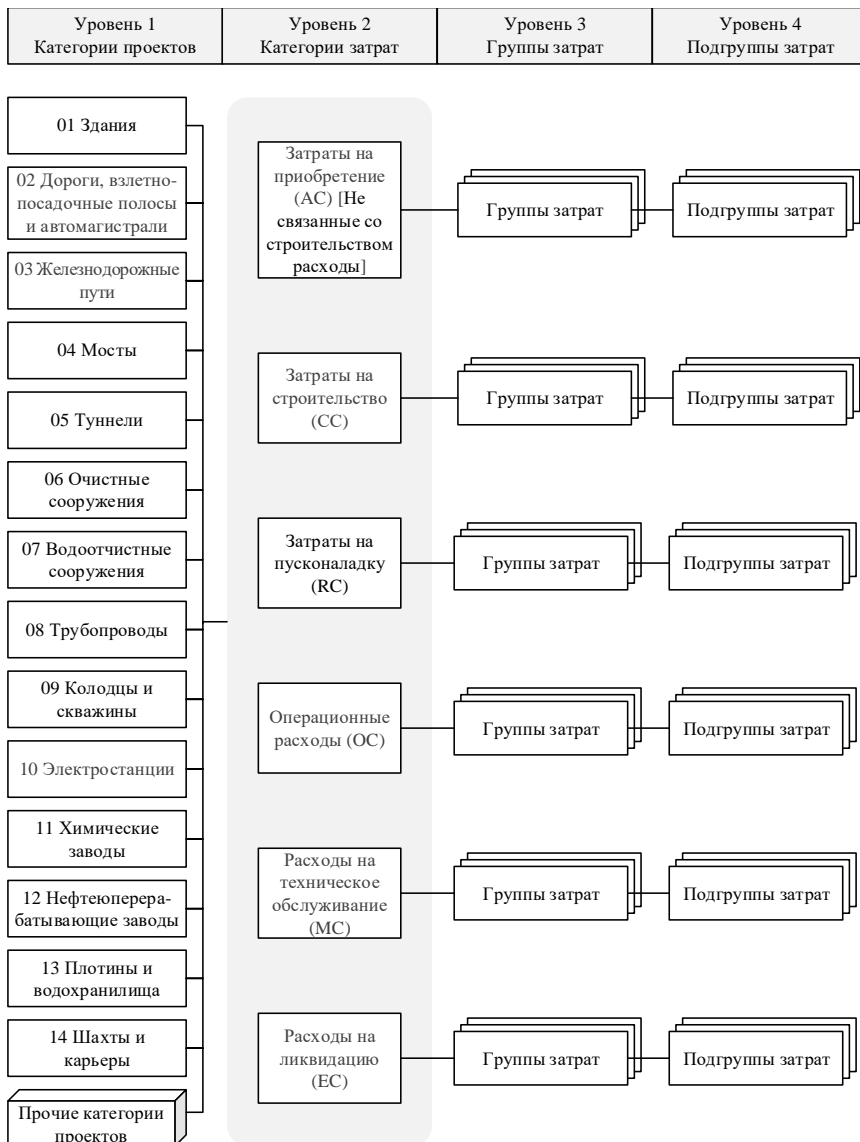 Уровень 1
Категории проектов
Уровень 2
Категории затрат
Уровень 3
Группы затрат
Уровень 4
Подгруппы затрат
01 Здания
02 Дороги, взлетно-
посадочные полосы
и автомагистрали
03 Железнодорожные
пути
04 Мосты
05 Туннели
06 Очистные
сооружения
07 Водоотчистные
сооружения
08 Трубопроводы
09 Колодцы и
скважины
10 Электростанции
11 Химические
заводы
12 Нефтеюперера-
батывающие заводы
13 Плотины и
водохранилища
14 Шахты и
карьеры
Прочие категории
проектов
Затраты на
приобретение
(AC) [Не
связанные со
строительством
расходы]
Группы затрат
Подгруппы затрат
Затраты на
строительство
(CC)
Группы затрат
Подгруппы затрат
Затраты на
пусконаладку
(RC)
Группы затрат
Подгруппы затрат
Операционные
расходы (OC)
Группы затрат
Подгруппы затрат
Расходы на
техническое
обслуживание
(MC)
Группы затрат
Подгруппы затрат
Расходы на
ликвидацию
(EC)
Группы затрат
Подгруппы затрат